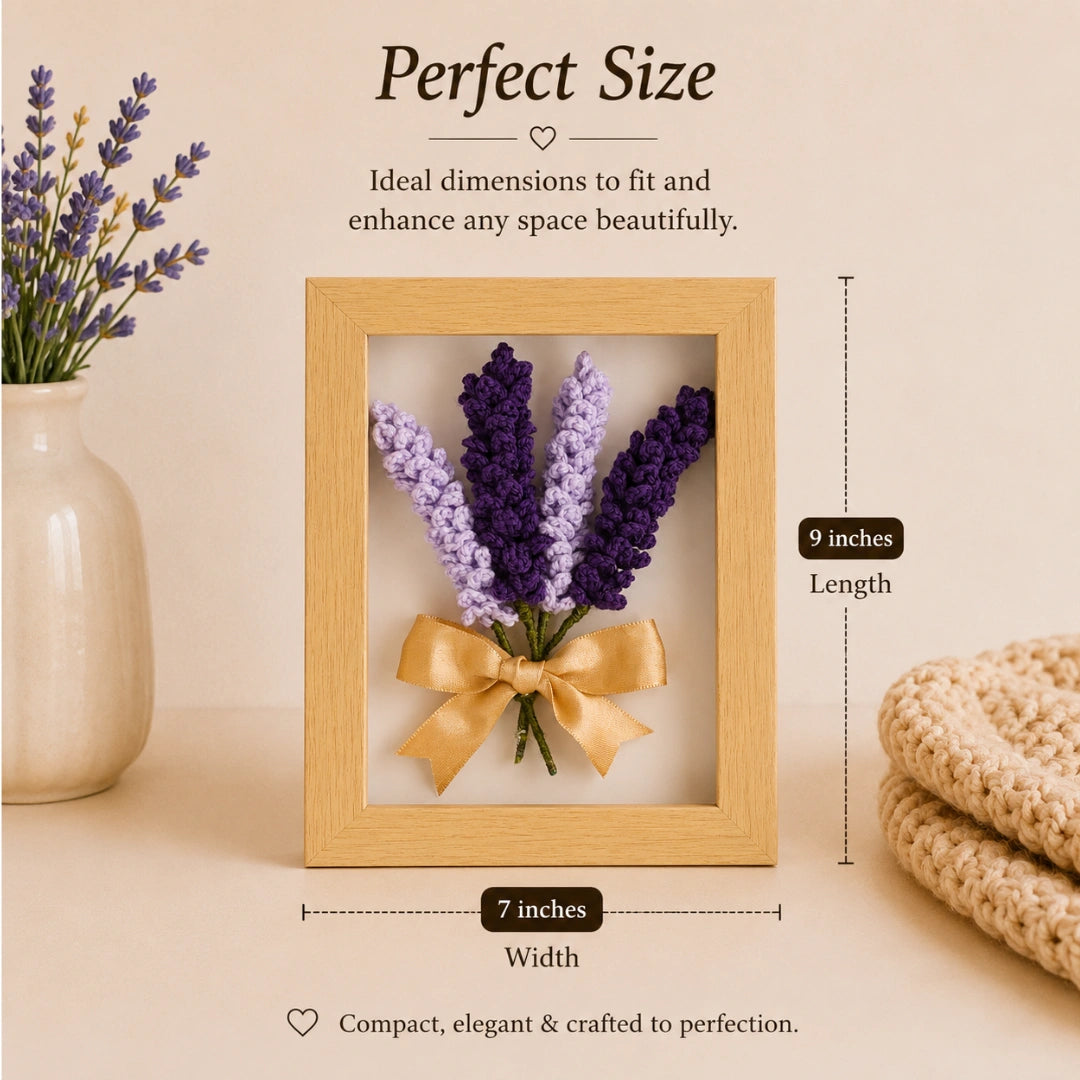 Perfect Size
Ideal dimensions to fit and
enhance any space beautifully.
9 inches
Length
7 inches
Width
Compact, elegant & crafted to perfection.